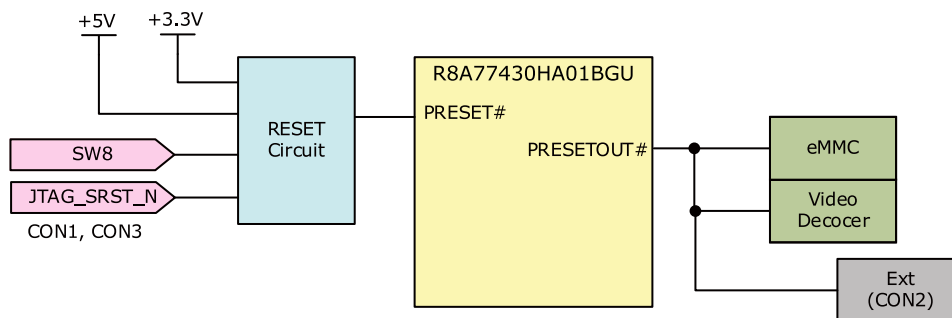 +5V
+3.3V
SW8
JTAG_SRST_N
CON1, CON3
RESET
Circuit
R8A77430HA01BGU
PRESET#
PRESETOUT#
eMMC
Video
Decocer
Ext
(CON2)